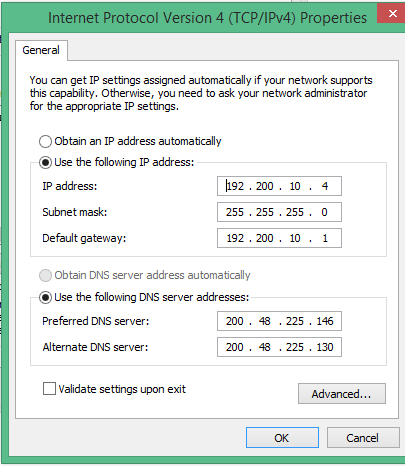 Internet Protocol Version 4 (TCP/IPv4) Properties
General
You can get IP settings assigned automatically if your network supports
this capability. Otherwise, you need to ask your network administrator
for the appropriate IP settings.
Obtain an IP address automatically
Use the following IP address:
IP address: 192 . 200 . 10 . 4
Subnet mask: 255 . 255 . 255 . 0
Default gateway: 192 . 200 . 10 . 1
Obtain DNS server address automatically
Use the following DNS server addresses:
Preferred DNS server: 200 . 48 . 225 . 146
Alternate DNS server: 200 . 48 . 225 . 130
Validate settings upon exit
Advanced...
OK Cancel